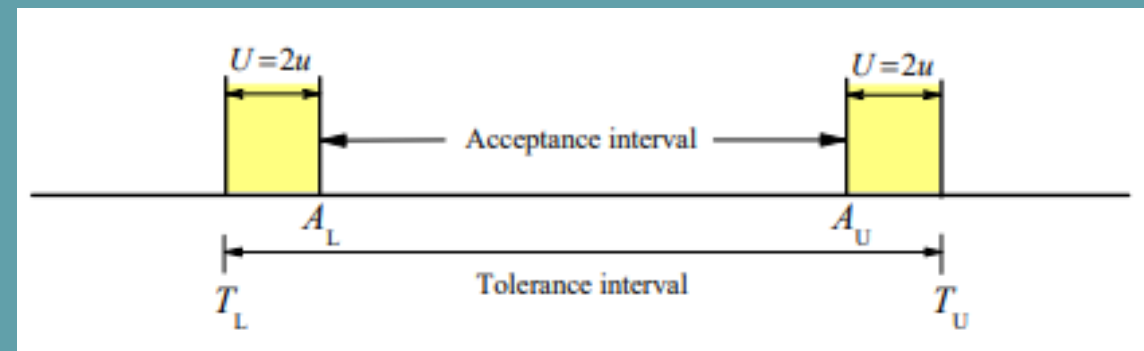 U=2u U=2u
Acceptance interval
A_L A_U
Tolerance interval
T_L T_U